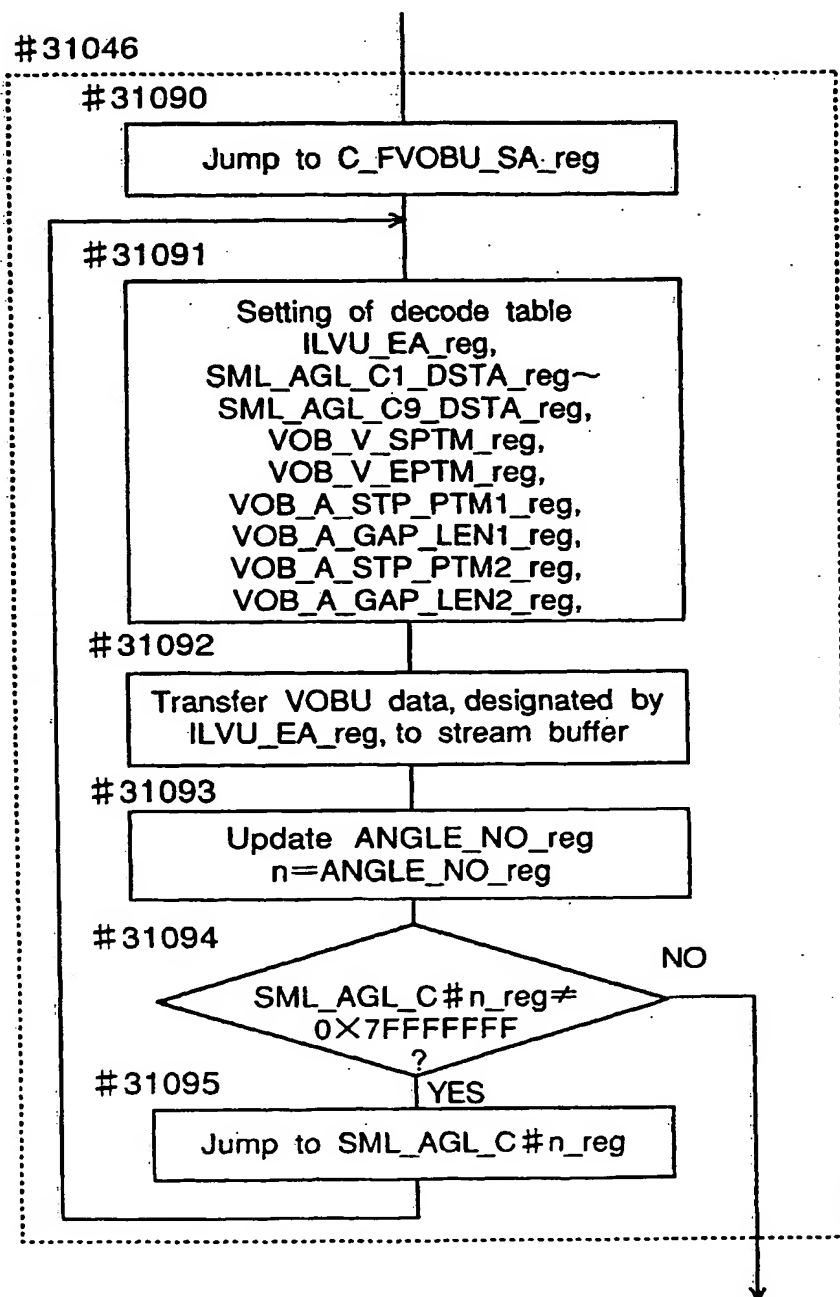 #31046
#31090
Jump to C_FVOBU_SA_reg
#31091
Setting of decode table
ILVU_EA_reg,
SML_AGL_C1_DSTA_reg~
SML_AGL_C9_DSTA_reg,
VOB_V_SPTM_reg,
VOB_V_EPTM_reg,
VOB_A_STP_PTM1_reg,
VOB_A_GAP_LEN1_reg,
VOB_A_STP_PTM2_reg,
VOB_A_GAP_LEN2_reg,
#31092
Transfer VOBU data, designated by
ILVU_EA_reg, to stream buffer
#31093
Update ANGLE_NO_reg
n=ANGLE_NO_reg
#31094
NO
SML_AGL_C#n_reg≠
0×7FFFFFFF
?
#31095
YES
Jump to SML_AGL_C#n_reg